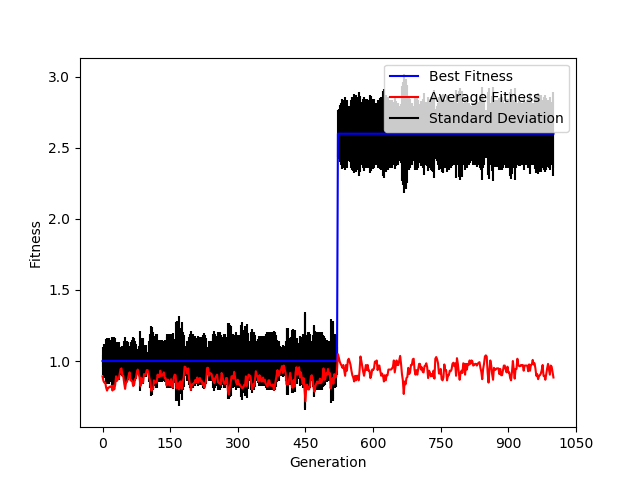 Best Fitness
Average Fitness
Standard Deviation
3.0
2.5
2.0
1.5
1.0
Fitness
0 150 300 450 600 750 900 1050
Generation